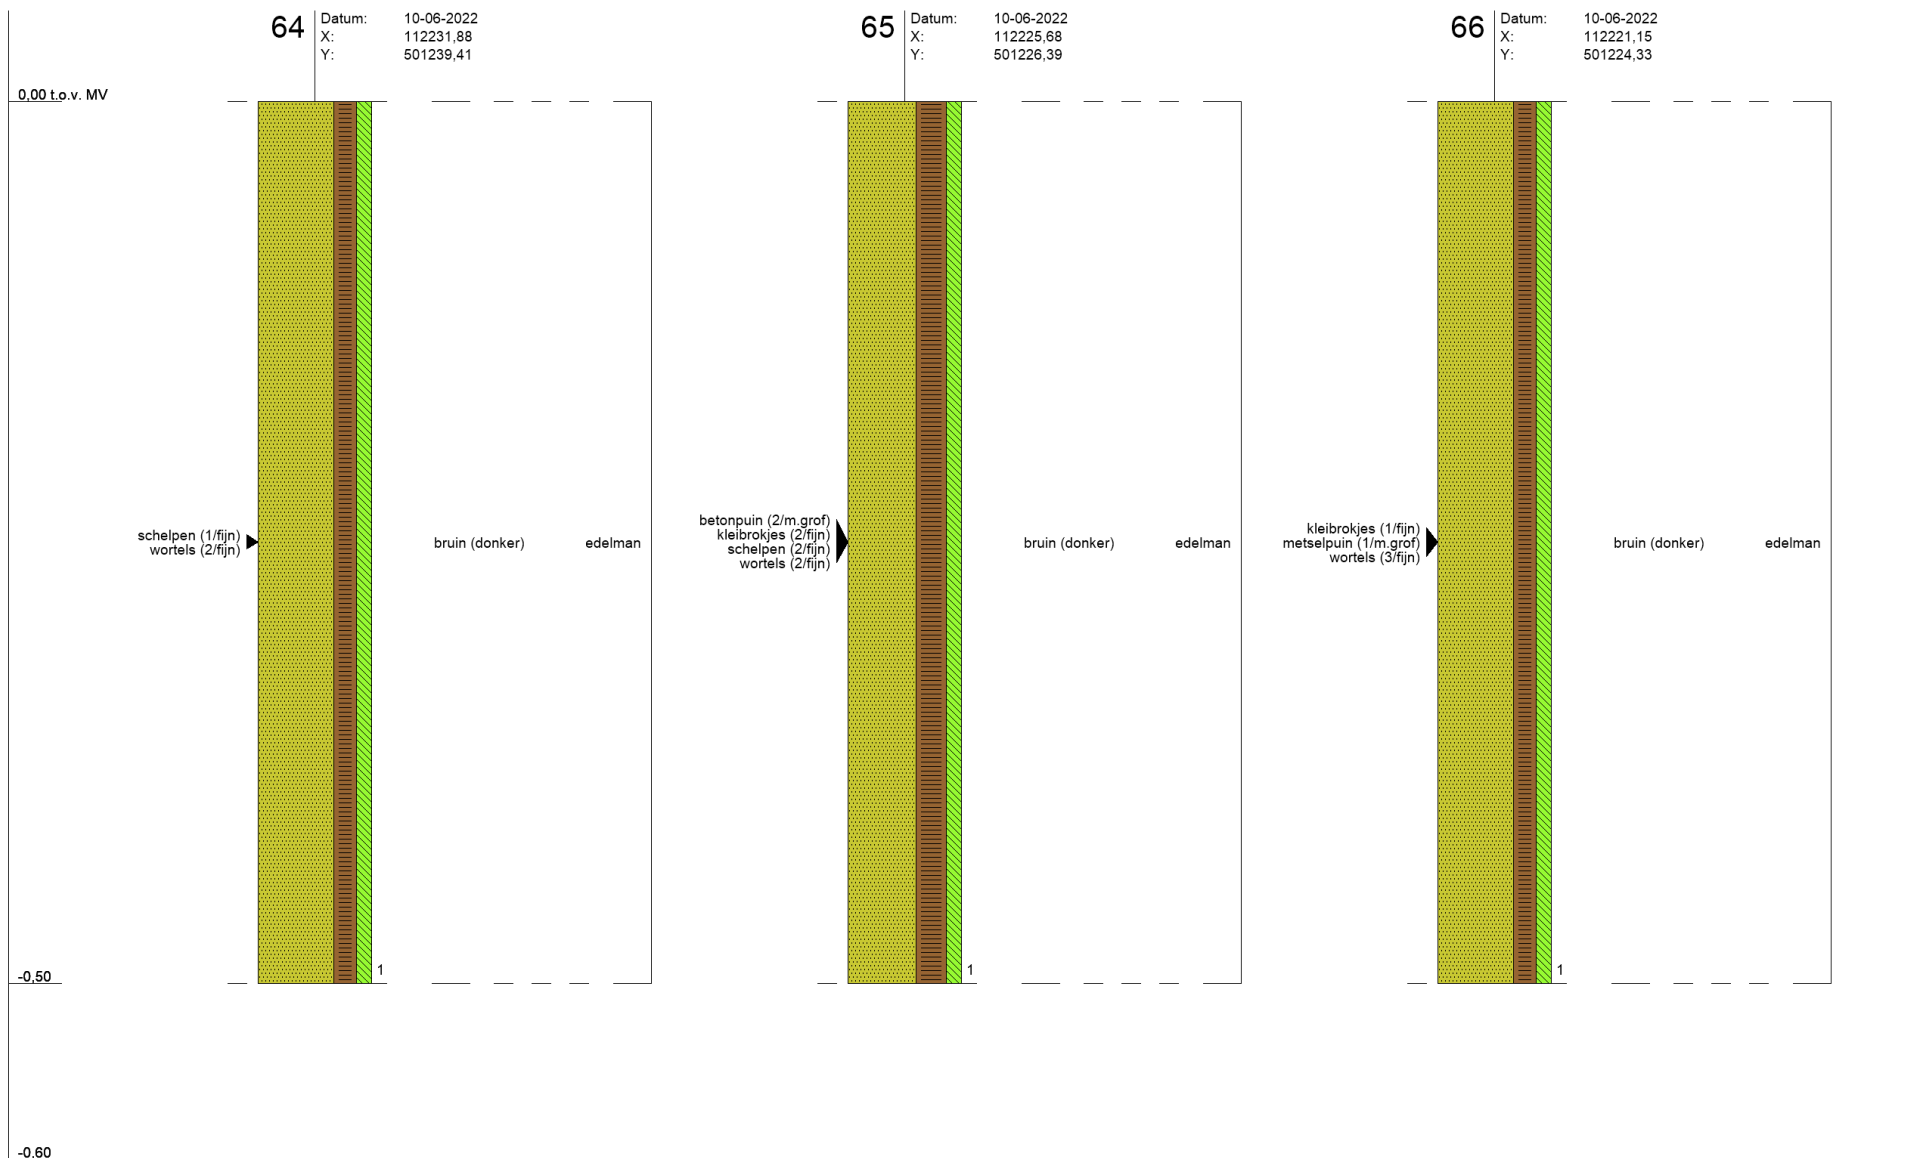 64
Datum: 10-06-2022
X: 112231,88
Y: 501239,41
65
Datum: 10-06-2022
X: 112225,68
Y: 501226,39
66
Datum: 10-06-2022
X: 112221,15
Y: 501224,33
0,00 t.o.v. MV
schelpen (1/fijn)
wortels (2/fijn)
bruin (donker)
edelman
1
betonpuin (2/m.grof)
kleibrokjes (2/fijn)
schelpen (2/fijn)
wortels (2/fijn)
bruin (donker)
edelman
1
kleibrokjes (1/fijn)
metselpuin (1/m.grof)
wortels (3/fijn)
bruin (donker)
edelman
1
-0,50
-0,60